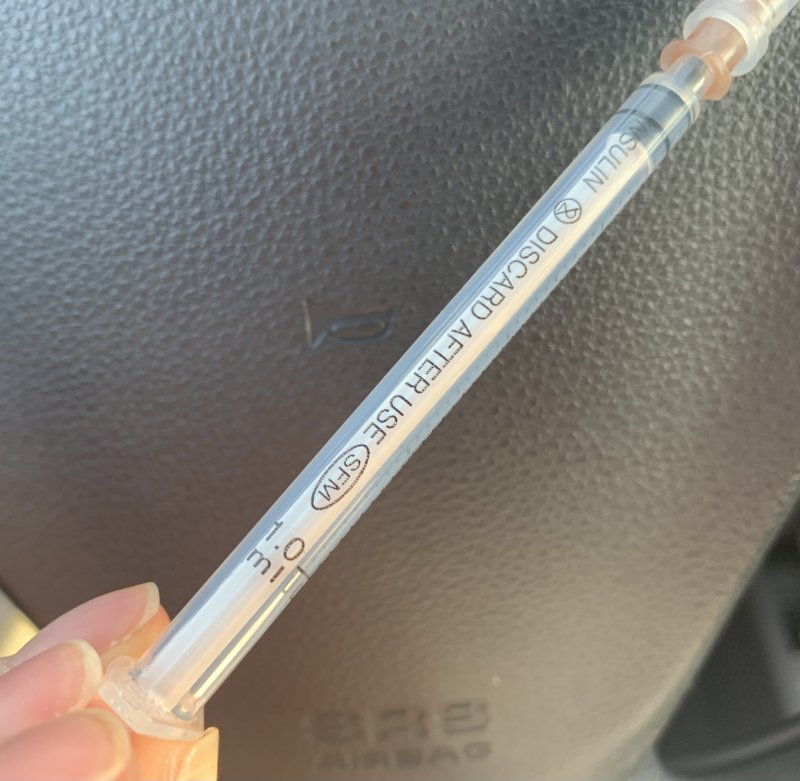 INSULIN DISCARD AFTER USE SFM
SRS
AIRBAG